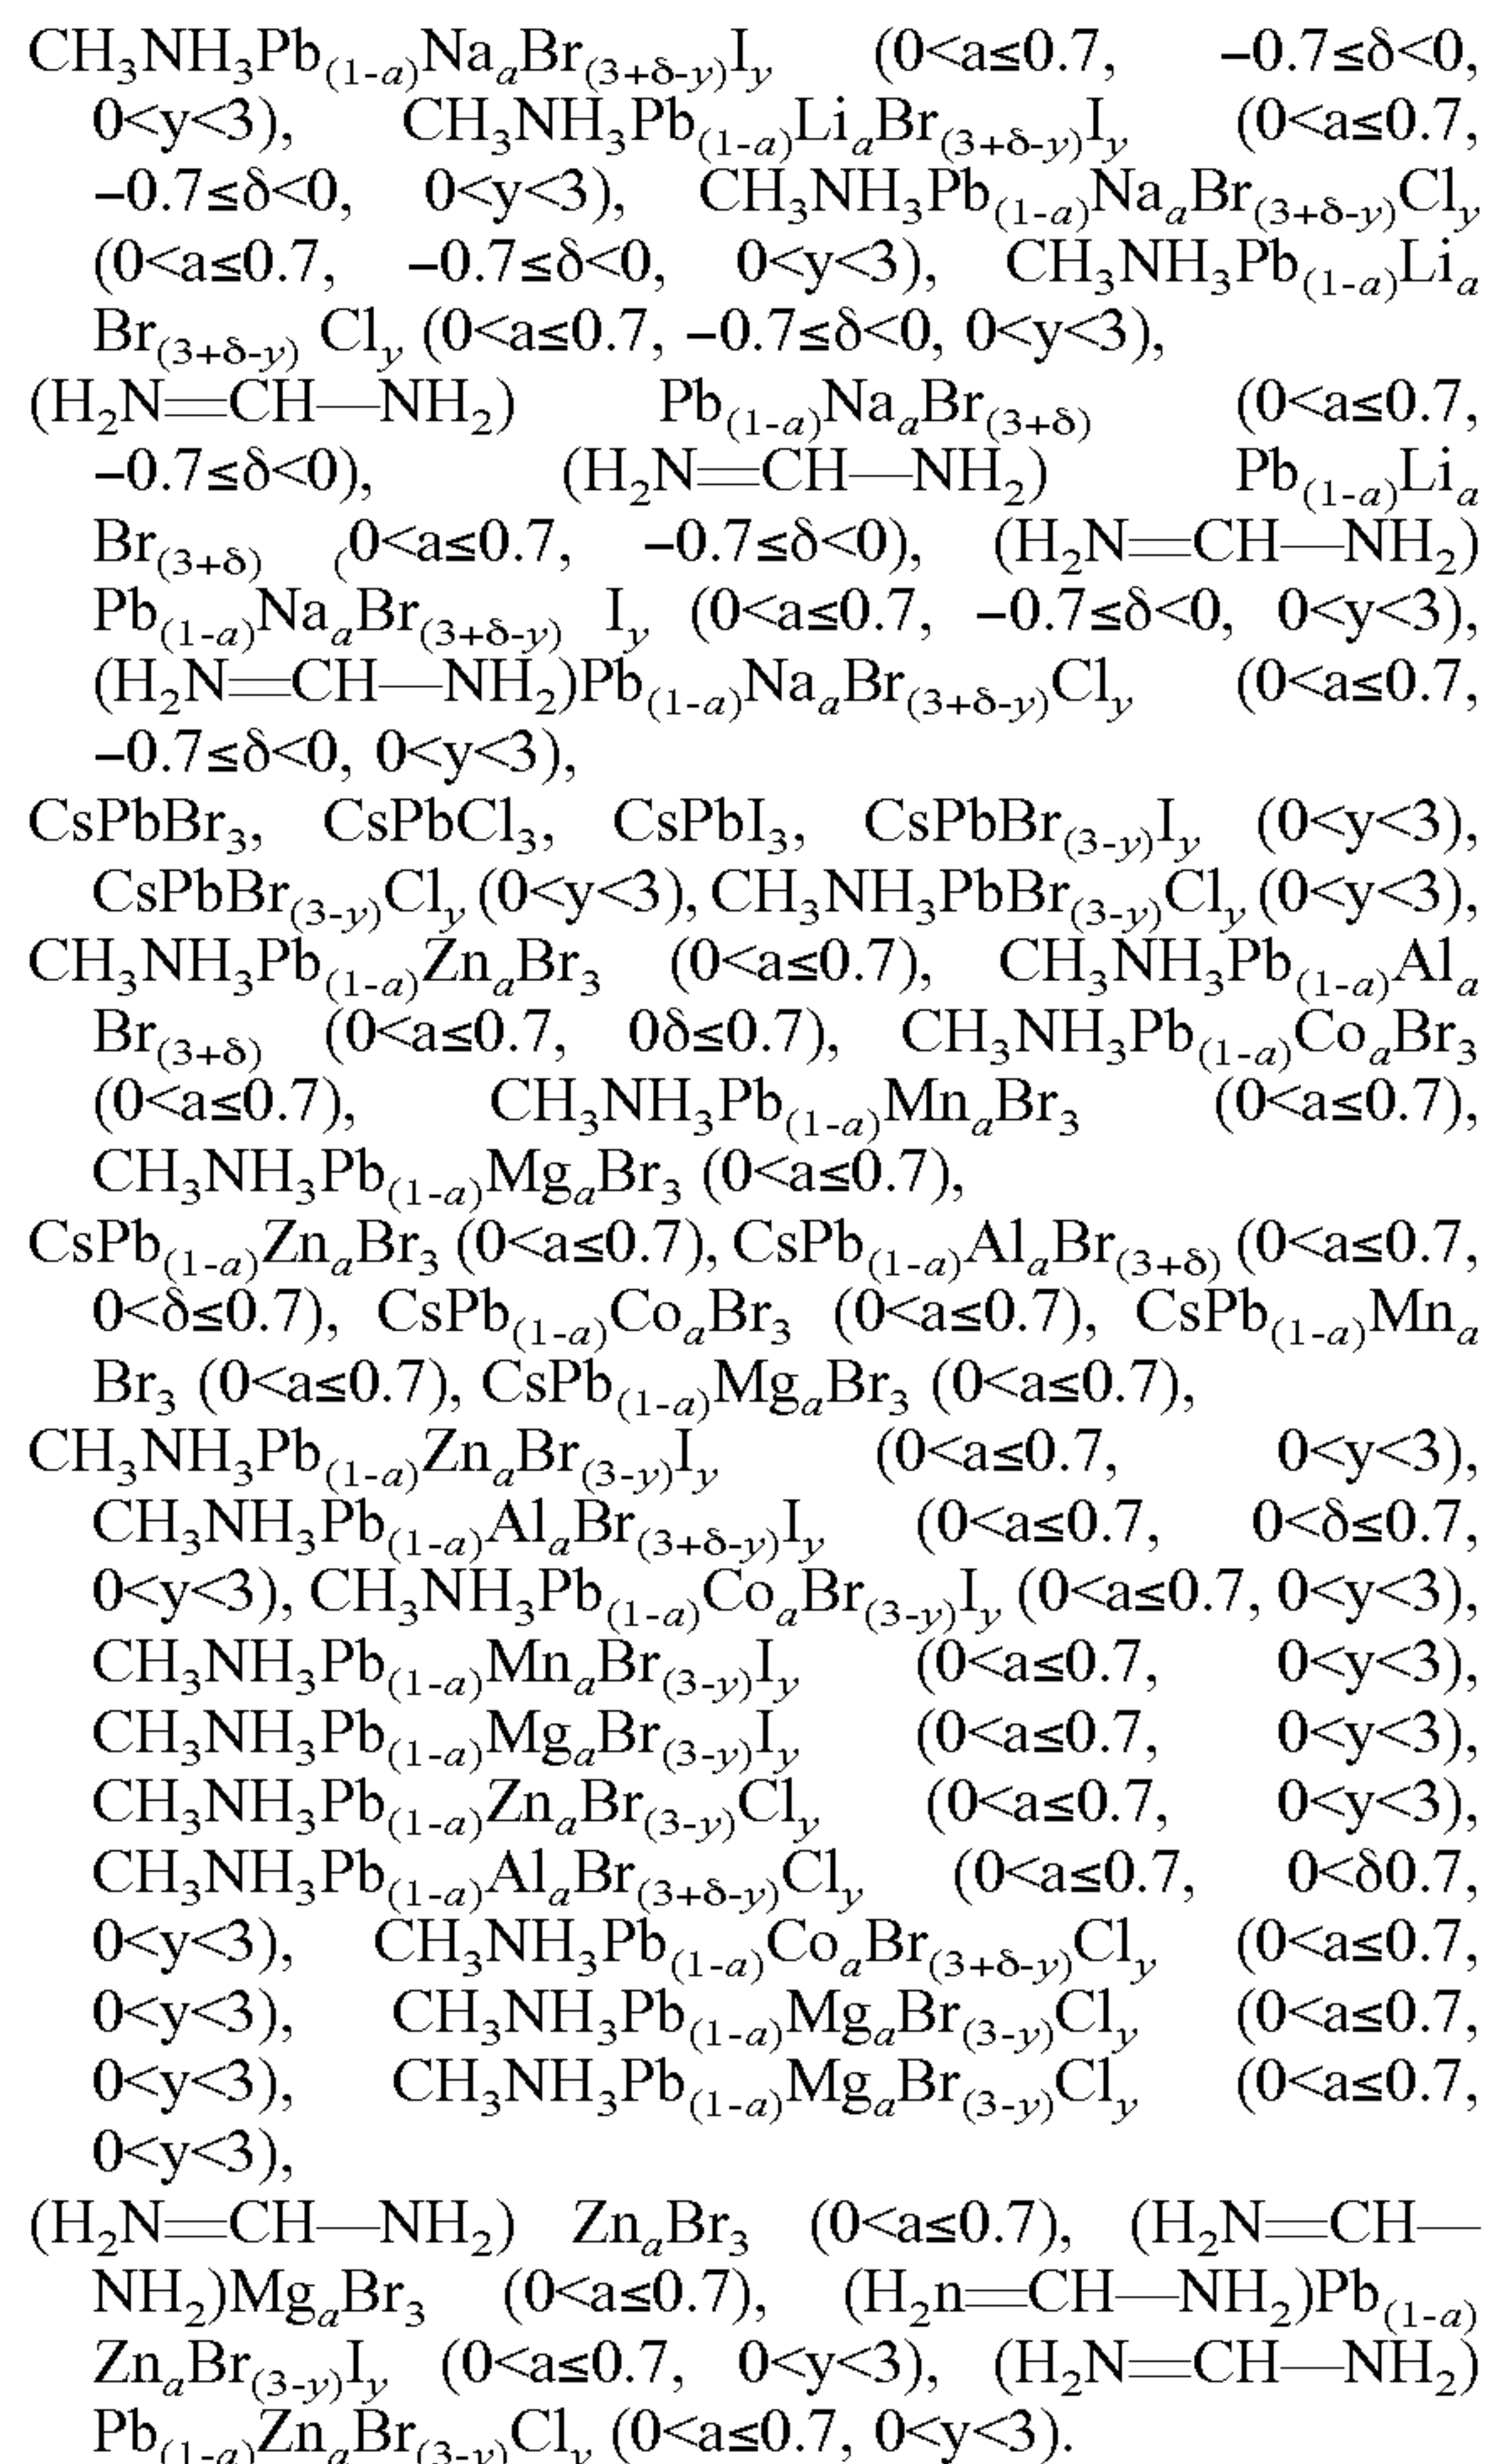 CH₃NH₃Pb₍₁₋ₐ₎NaₐBr₍₃₊δ₋y₎Iy (0<a≤0.7, −0.7≤δ<0,
0<y<3), CH₃NH₃Pb₍₁₋ₐ₎LiₐBr₍₃₊δ₋y₎Iy (0<a≤0.7,
−0.7≤δ<0, 0<y<3), CH₃NH₃Pb₍₁₋ₐ₎NaₐBr₍₃₊δ₋y₎Cly
(0<a≤0.7, −0.7≤δ<0, 0<y<3), CH₃NH₃Pb₍₁₋ₐ₎Liₐ
Br₍₃₊δ₋y₎ Cly (0<a≤0.7, −0.7≤δ<0, 0<y<3),
(H₂N═CH—NH₂) Pb₍₁₋ₐ₎NaₐBr₍₃₊δ₎ (0<a≤0.7,
−0.7≤δ<0), (H₂N═CH—NH₂) Pb₍₁₋ₐ₎Liₐ
Br₍₃₊δ₎ ₍0<a≤0.7, −0.7≤δ<0), (H₂N═CH—NH₂)
Pb₍₁₋ₐ₎NaₐBr₍₃₊δ₋y₎ Iy (0<a≤0.7, −0.7≤δ<0, 0<y<3),
(H₂N═CH—NH₂)Pb₍₁₋ₐ₎NaₐBr₍₃₊δ₋y₎Cly (0<a≤0.7,
−0.7≤δ<0, 0<y<3),
CsPbBr₃, CsPbCl₃, CsPbI₃, CsPbBr₍₃₋y₎Iy (0<y<3),
CsPbBr₍₃₋y₎Cly (0<y<3), CH₃NH₃PbBr₍₃₋y₎Cly (0<y<3),
CH₃NH₃Pb₍₁₋ₐ₎ZnₐBr₃ (0<a≤0.7), CH₃NH₃Pb₍₁₋ₐ₎Alₐ
Br₍₃₊δ₎ (0<a≤0.7, 0δ≤0.7), CH₃NH₃Pb₍₁₋ₐ₎CoₐBr₃
(0<a≤0.7), CH₃NH₃Pb₍₁₋ₐ₎MnₐBr₃ (0<a≤0.7),
CH₃NH₃Pb₍₁₋ₐ₎MgₐBr₃ (0<a≤0.7),
CsPb₍₁₋ₐ₎ZnₐBr₃ (0<a≤0.7), CsPb₍₁₋ₐ₎AlₐBr₍₃₊δ₎ (0<a≤0.7,
0<δ≤0.7), CsPb₍₁₋ₐ₎CoₐBr₃ (0<a≤0.7), CsPb₍₁₋ₐ₎Mnₐ
Br₃ (0<a≤0.7), CsPb₍₁₋ₐ₎MgₐBr₃ (0<a≤0.7),
CH₃NH₃Pb₍₁₋ₐ₎ZnₐBr₍₃₋y₎Iy (0<a≤0.7, 0<y<3),
CH₃NH₃Pb₍₁₋ₐ₎AlₐBr₍₃₊δ₋y₎Iy (0<a≤0.7, 0<δ≤0.7,
0<y<3), CH₃NH₃Pb₍₁₋ₐ₎CoₐBr₍₃₋y₎Iy (0<a≤0.7, 0<y<3),
CH₃NH₃Pb₍₁₋ₐ₎MnₐBr₍₃₋y₎Iy (0<a≤0.7, 0<y<3),
CH₃NH₃Pb₍₁₋ₐ₎MgₐBr₍₃₋y₎Iy (0<a≤0.7, 0<y<3),
CH₃NH₃Pb₍₁₋ₐ₎ZnₐBr₍₃₋y₎Cly (0<a≤0.7, 0<y<3),
CH₃NH₃Pb₍₁₋ₐ₎AlₐBr₍₃₊δ₋y₎Cly (0<a≤0.7, 0<δ0.7,
0<y<3), CH₃NH₃Pb₍₁₋ₐ₎CoₐBr₍₃₊δ₋y₎Cly (0<a≤0.7,
0<y<3), CH₃NH₃Pb₍₁₋ₐ₎MgₐBr₍₃₋y₎Cly (0<a≤0.7,
0<y<3), CH₃NH₃Pb₍₁₋ₐ₎MgₐBr₍₃₋y₎Cly (0<a≤0.7,
0<y<3),
(H₂N═CH—NH₂) ZnₐBr₃ (0<a≤0.7), (H₂N═CH—
NH₂)MgₐBr₃ (0<a≤0.7), (H₂n═CH—NH₂)Pb₍₁₋ₐ₎
ZnₐBr₍₃₋y₎Iy (0<a≤0.7, 0<y<3), (H₂N═CH—NH₂)
Pb₍₁₋ₐ₎ZnₐBr₍₃₋y₎Cly (0<a≤0.7, 0<y<3).